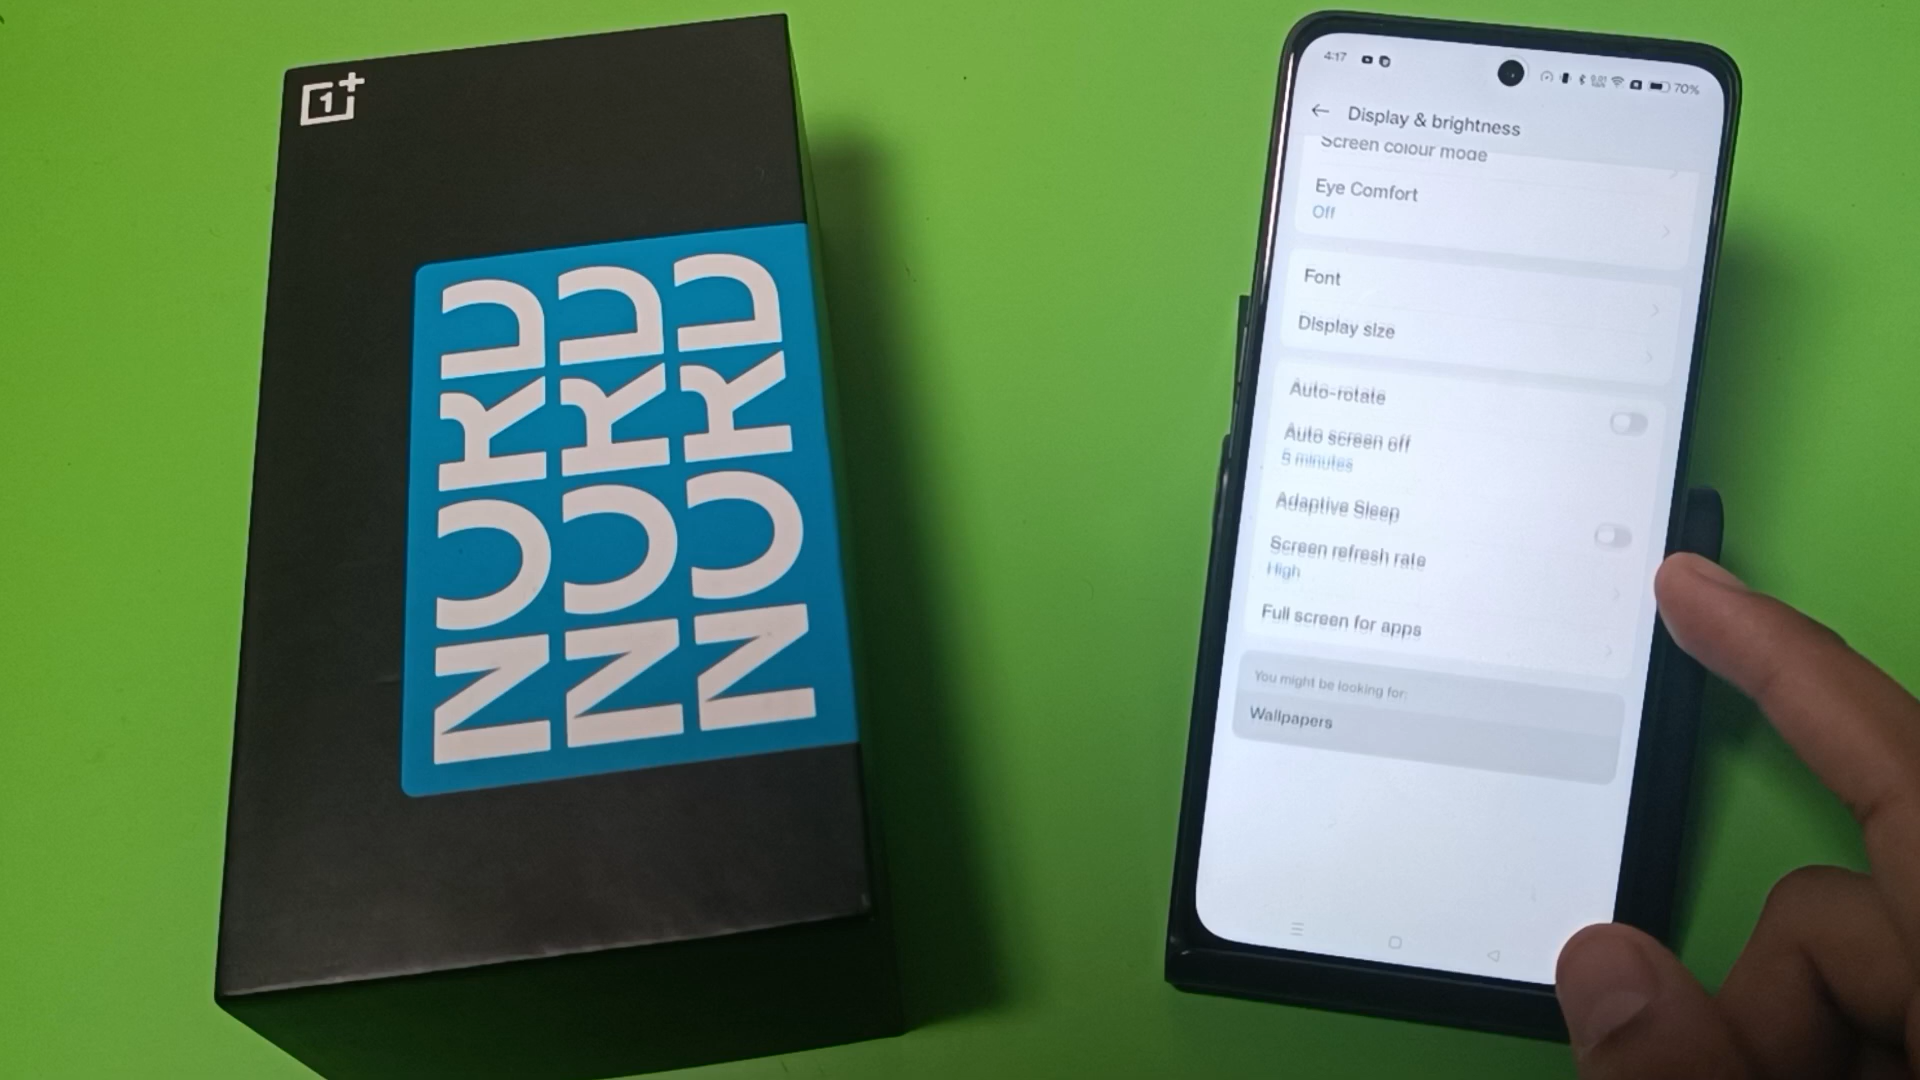 1+
NORD
NORD
NORD
4:17
70%
Display & brightness
Screen colour mode
Eye Comfort
Off
Font
Display size
Auto-rotate
Auto screen off
5 minutes
Adaptive Sleep
Screen refresh rate
High
Full screen for apps
You might be looking for:
Wallpapers